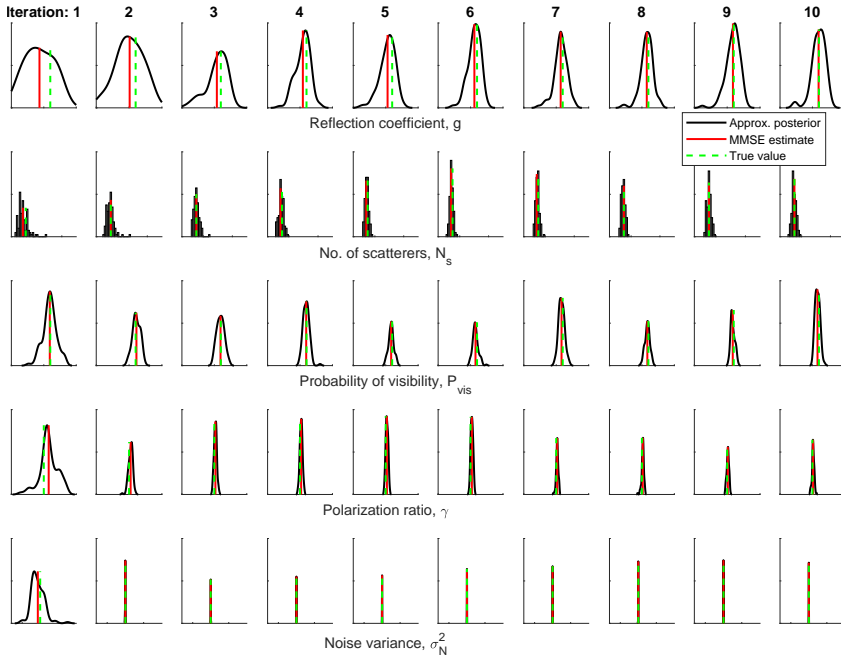 Iteration: 1 2 3 4 5 6 7 8 9 10
Reflection coefficient, g
Approx. posterior
MMSE estimate
True value
No. of scatterers, N_s
Probability of visibility, P_vis
Polarization ratio, γ
Noise variance, σ_N^2